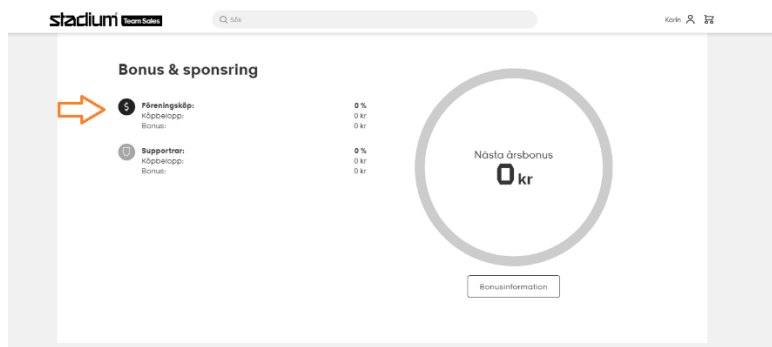 stadium Team Sales
Sök
Karin
Bonus & sponsring
Föreningsköp: 0 %
Köpbelopp: 0 kr
Bonus: 0 kr
Supportrar: 0 %
Köpbelopp: 0 kr
Bonus: 0 kr
Nästa årsbonus
0 kr
Bonusinformation